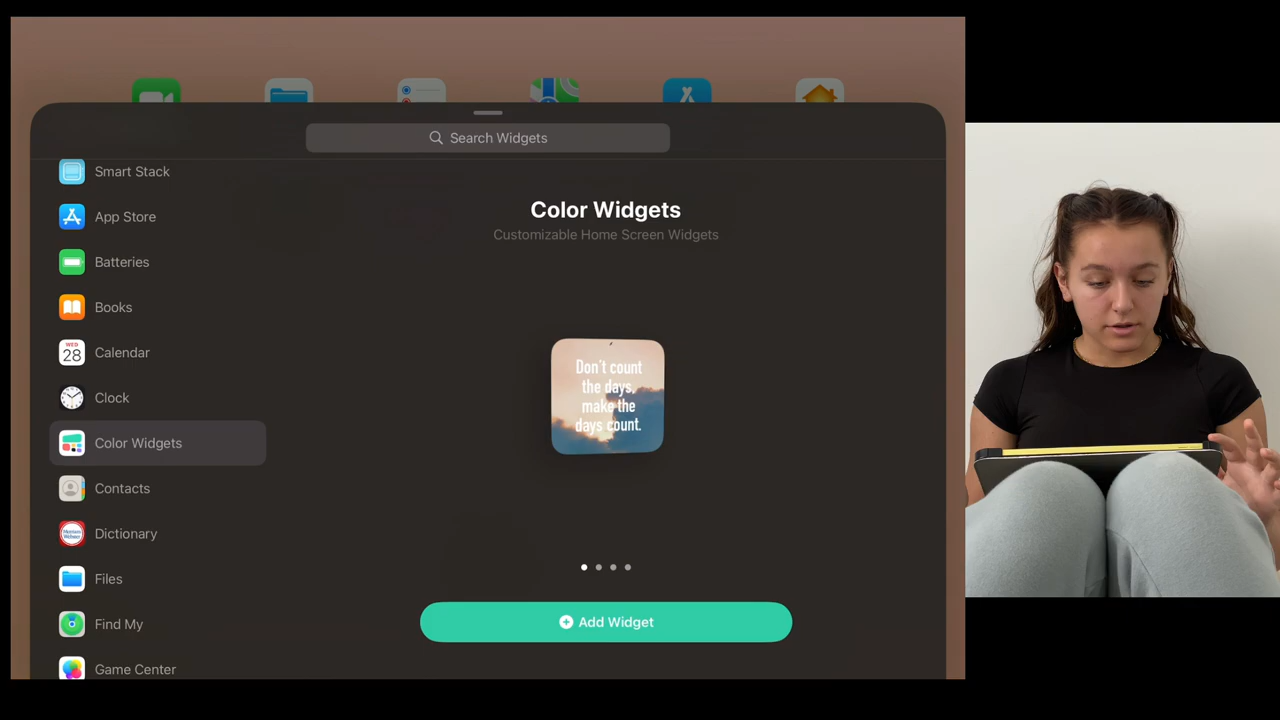 Search Widgets
Smart Stack
App Store
Batteries
Books
WED
28
Calendar
Clock
Color Widgets
Contacts
Dictionary
Files
Find My
Game Center
Color Widgets
Customizable Home Screen Widgets
Don't count
the days,
make the
days count.
Add Widget